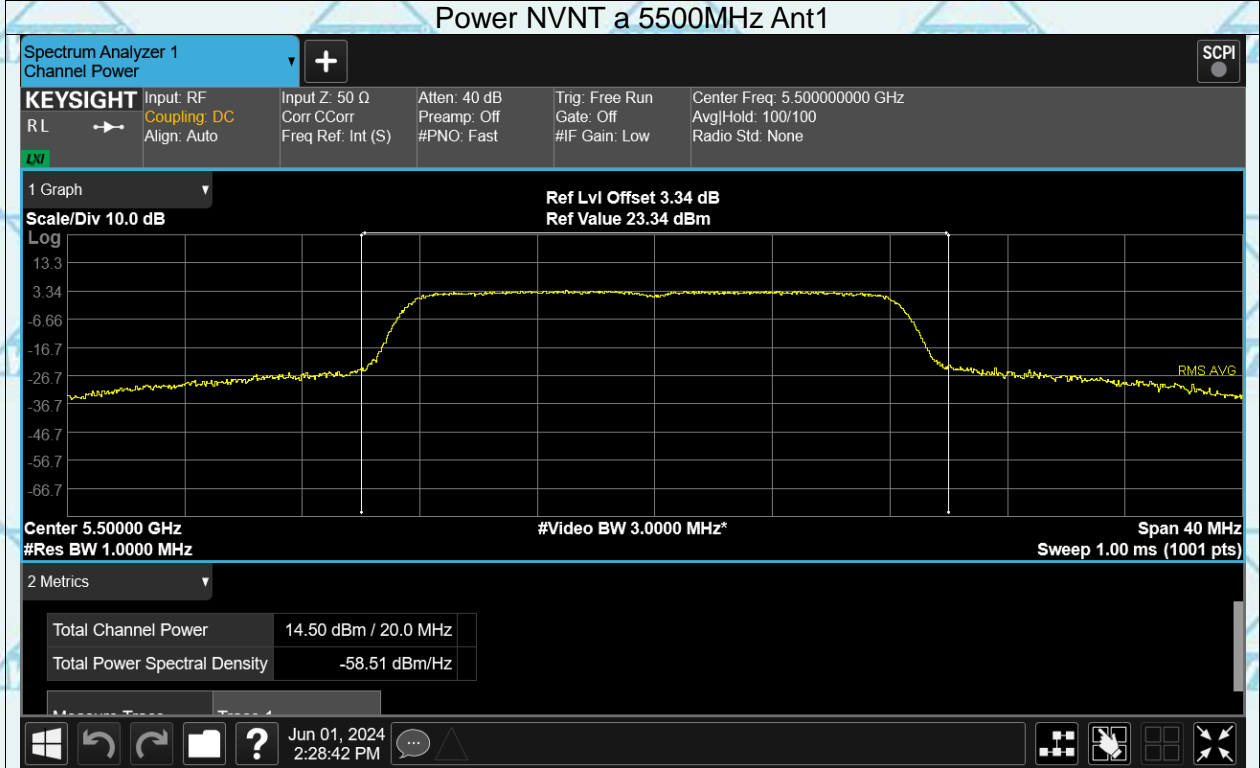 Power NVNT a 5500MHz Ant1
Spectrum Analyzer 1
Channel Power
SCPI
KEYSIGHT
RL
LXI
Input: RF
Coupling: DC
Align: Auto
Input Z: 50 Ω
Corr CCorr
Freq Ref: Int (S)
Atten: 40 dB
Preamp: Off
#PNO: Fast
Trig: Free Run
Gate: Off
#IF Gain: Low
Center Freq: 5.500000000 GHz
Avg|Hold: 100/100
Radio Std: None
1 Graph
Scale/Div 10.0 dB
Ref Lvl Offset 3.34 dB
Ref Value 23.34 dBm
Log
13.3
3.34
-6.66
-16.7
-26.7
-36.7
-46.7
-56.7
-66.7
RMS AVG
Center 5.50000 GHz
#Video BW 3.0000 MHz*
Span 40 MHz
#Res BW 1.0000 MHz
Sweep 1.00 ms (1001 pts)
2 Metrics
Total Channel Power 14.50 dBm / 20.0 MHz
Total Power Spectral Density -58.51 dBm/Hz
Measure Trace Trace 1
Jun 01, 2024
2:28:42 PM